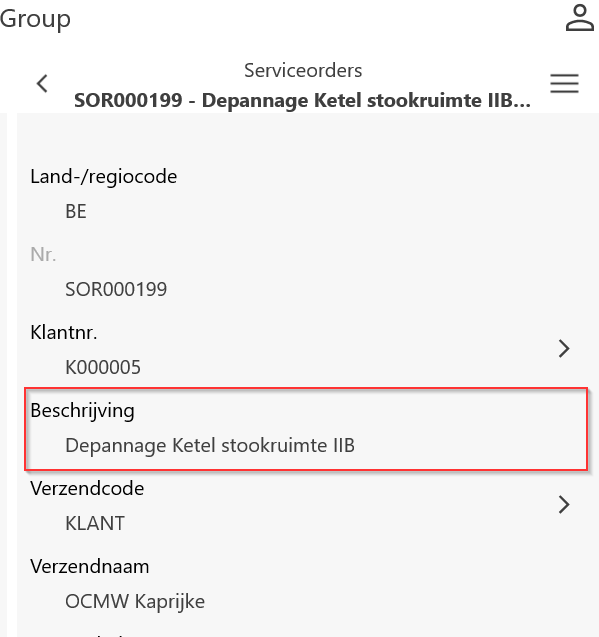 Group
Serviceorders
SOR000199 - Depannage Ketel stookruimte IIB...
Land-/regiocode
BE
Nr.
SOR000199
Klantnr.
K000005
Beschrijving
Depannage Ketel stookruimte IIB
Verzendcode
KLANT
Verzendnaam
OCMW Kaprijke